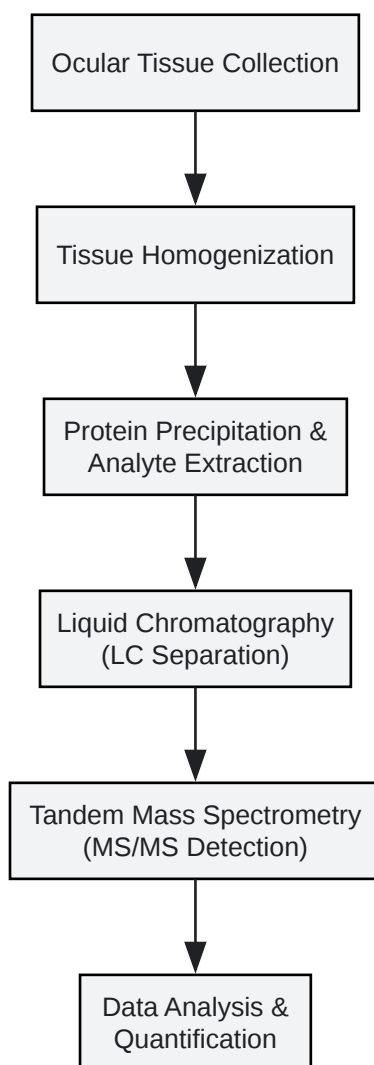 Ocular Tissue Collection
Tissue Homogenization
Protein Precipitation &
Analyte Extraction
Liquid Chromatography
(LC Separation)
Tandem Mass Spectrometry
(MS/MS Detection)
Data Analysis &
Quantification